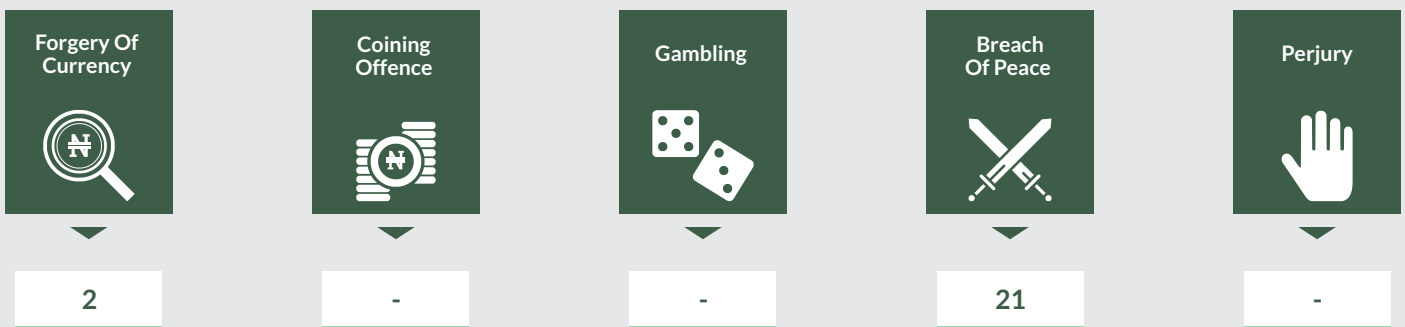 Forgery Of
Currency
Coining
Offence
Gambling
Breach
Of Peace
Perjury
₦
₦
2
-
-
21
-